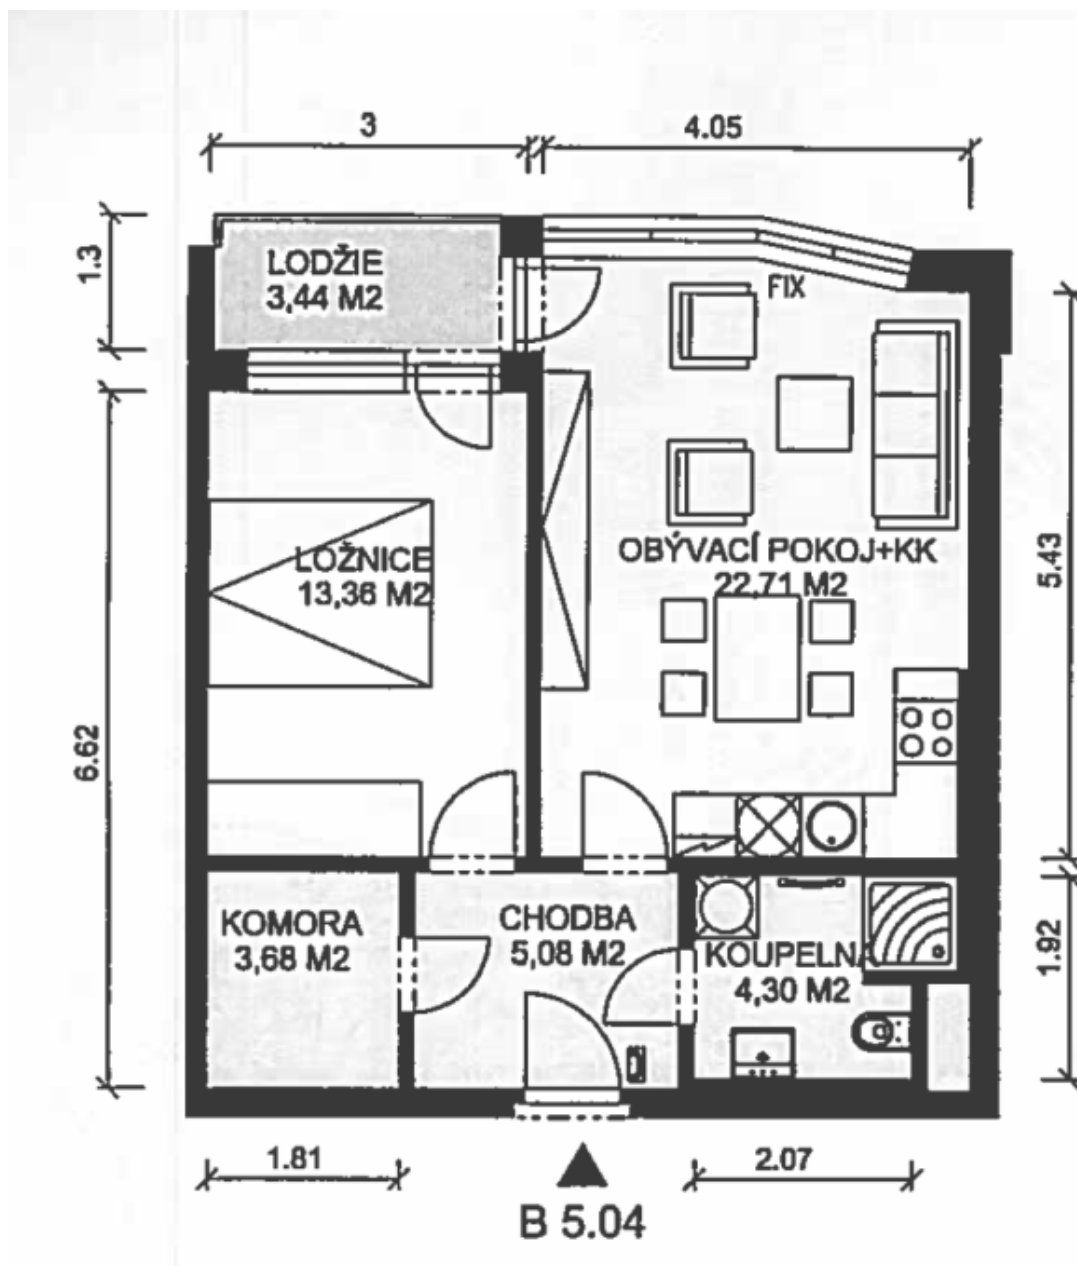 3
4.05
1.3
LODŽIE
3,44 M2
FIX
LOŽNICE
13,36 M2
OBÝVACÍ POKOJ+KK
22,71 M2
5.43
6.62
KOMORA
3,68 M2
CHODBA
5,08 M2
KOUPELNA
4,30 M2
1.92
1.81
2.07
B 5.04